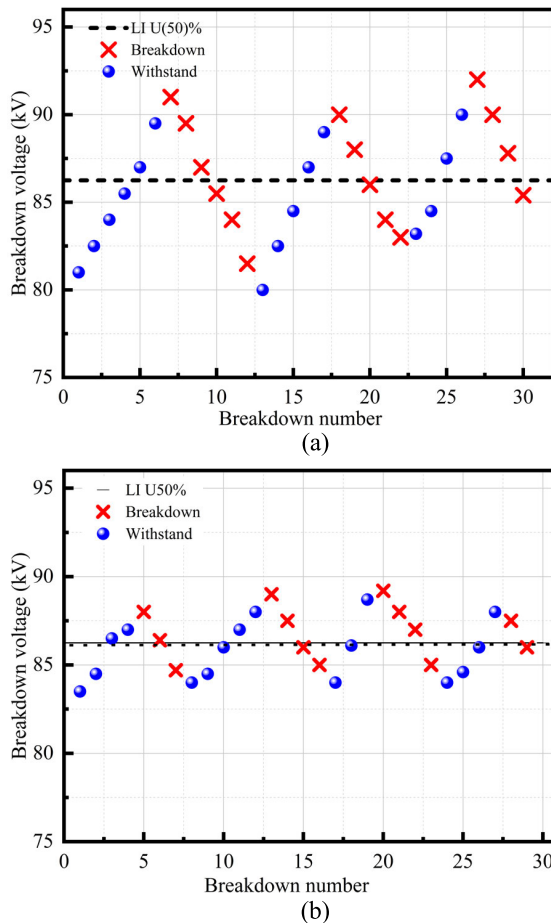 95
90
85
80
75
Breakdown voltage (kV)
LI U(50)%
Breakdown
Withstand
0 5 10 15 20 25 30
Breakdown number
(a)
95
90
85
80
75
Breakdown voltage (kV)
LI U50%
Breakdown
Withstand
0 5 10 15 20 25 30
Breakdown number
(b)